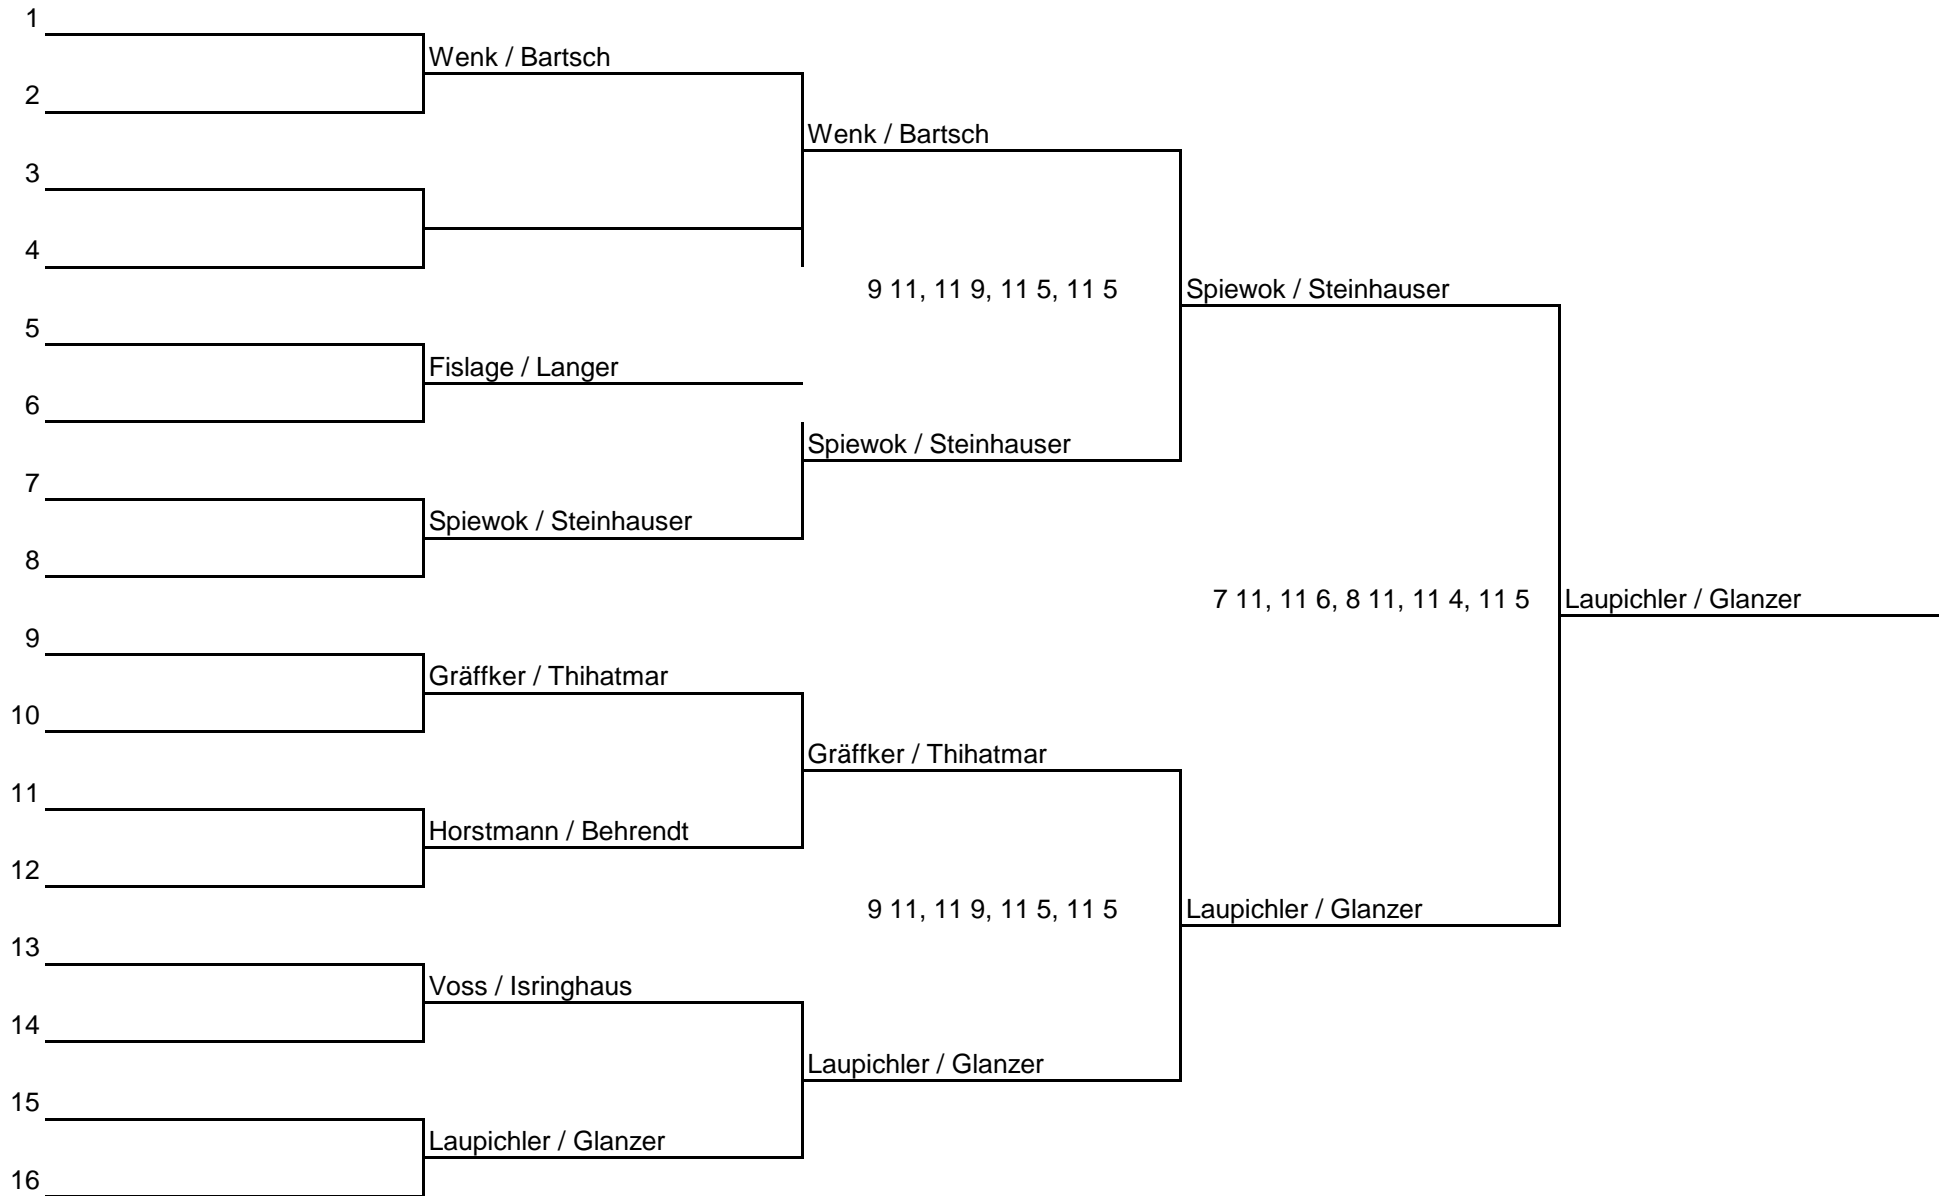 1
Wenk / Bartsch
2
Wenk / Bartsch
3
4
9 11, 11 9, 11 5, 11 5
Spiewok / Steinhauser
5
Fislage / Langer
6
Spiewok / Steinhauser
7
Spiewok / Steinhauser
8
7 11, 11 6, 8 11, 11 4, 11 5
Laupichler / Glanzer
9
Gräffker / Thihatmar
10
Gräffker / Thihatmar
11
Horstmann / Behrendt
12
9 11, 11 9, 11 5, 11 5
Laupichler / Glanzer
13
Voss / Isringhaus
14
Laupichler / Glanzer
15
Laupichler / Glanzer
16